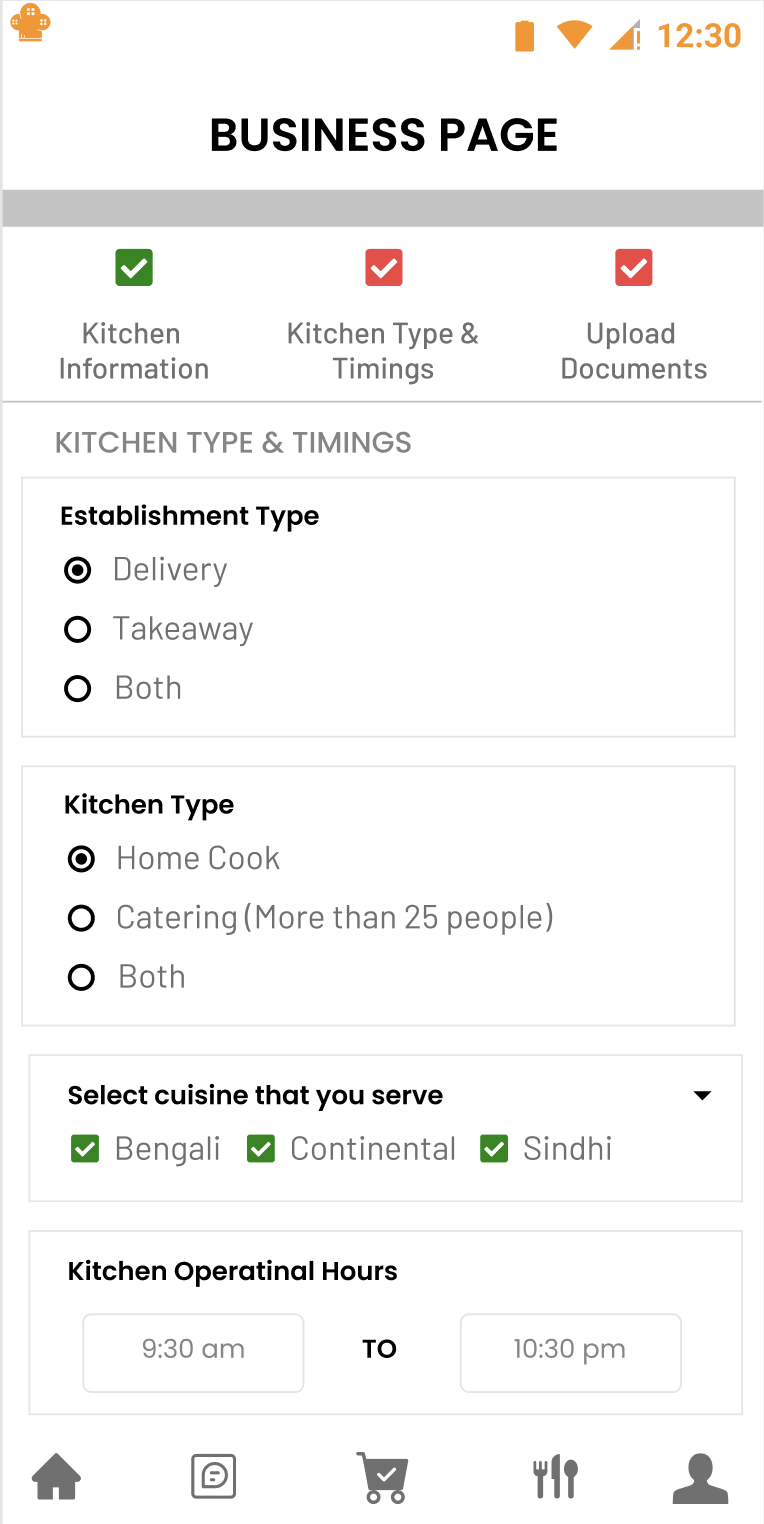 12:30
BUSINESS PAGE
Kitchen
Information
Kitchen Type &
Timings
Upload
Documents
KITCHEN TYPE & TIMINGS
Establishment Type
Delivery
Takeaway
Both
Kitchen Type
Home Cook
Catering (More than 25 people)
Both
Select cuisine that you serve
Bengali Continental Sindhi
Kitchen Operatinal Hours
9:30 am TO 10:30 pm